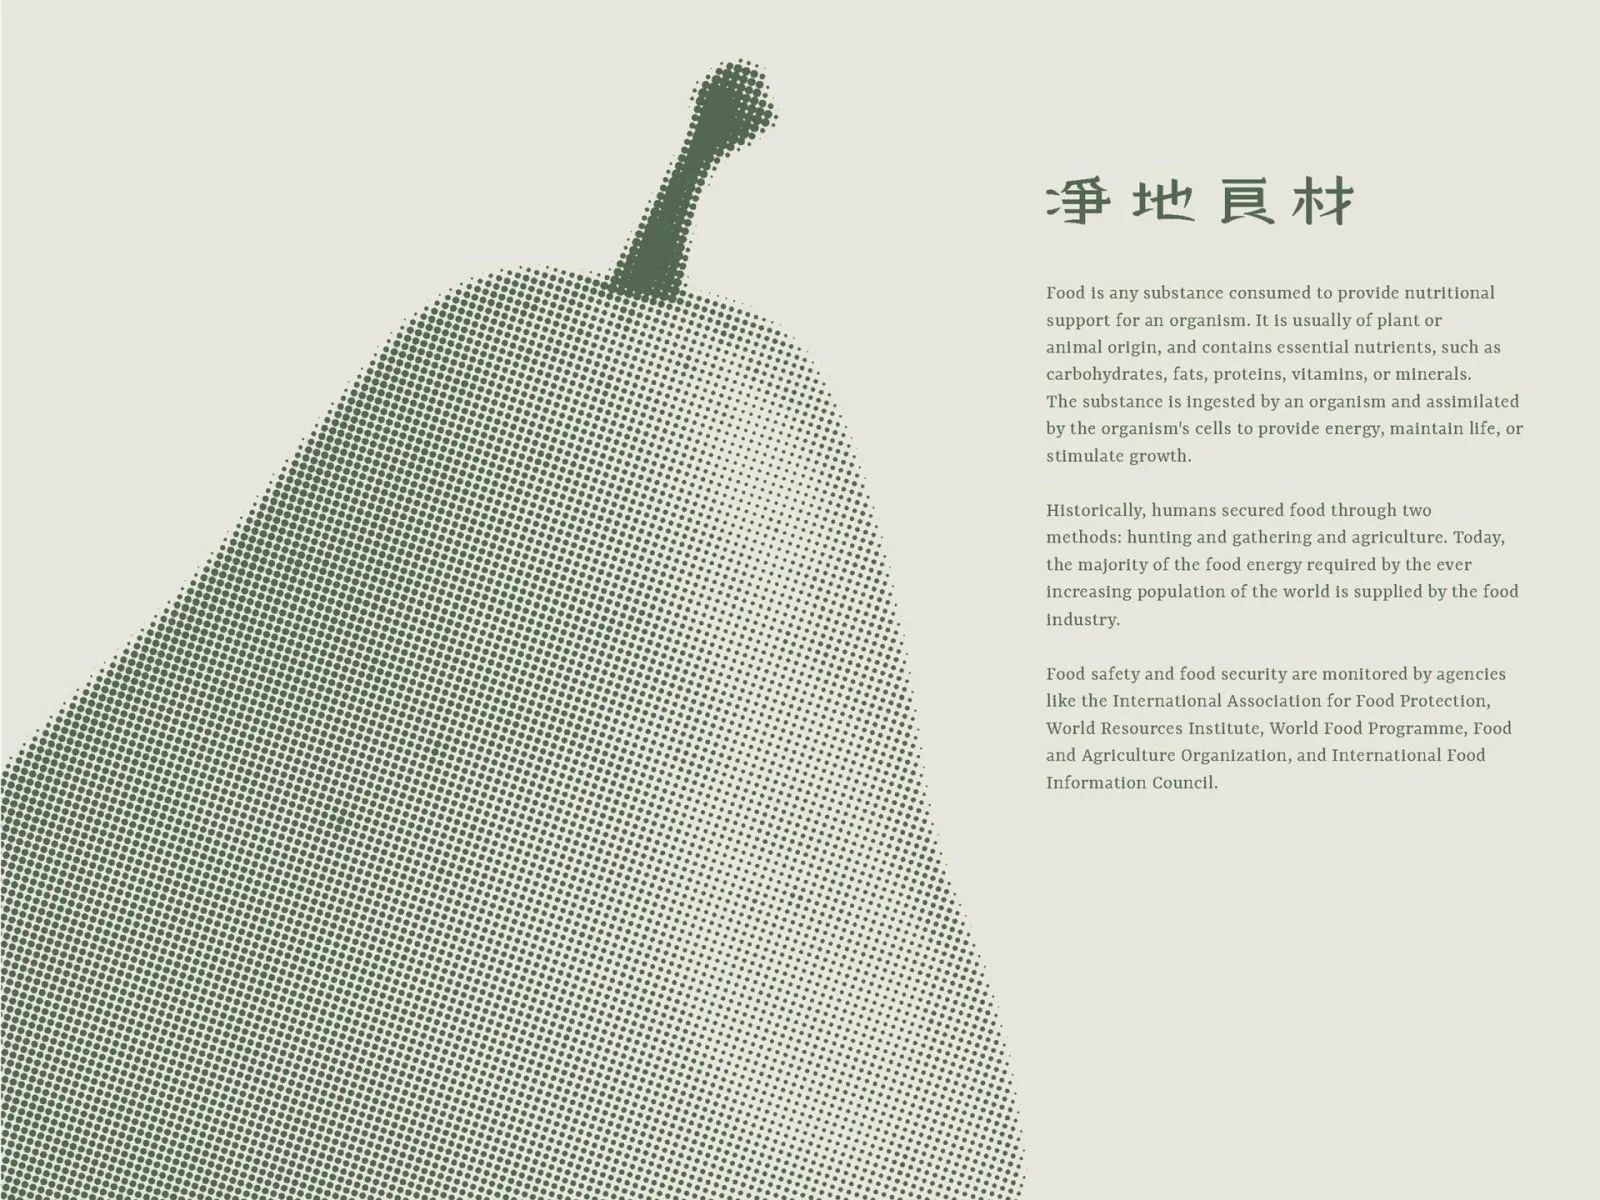 淨地良材
Food is any substance consumed to provide nutritional
support for an organism. It is usually of plant or
animal origin, and contains essential nutrients, such as
carbohydrates, fats, proteins, vitamins, or minerals.
The substance is ingested by an organism and assimilated
by the organism's cells to provide energy, maintain life, or
stimulate growth.
Historically, humans secured food through two
methods: hunting and gathering and agriculture. Today,
the majority of the food energy required by the ever
increasing population of the world is supplied by the food
industry.
Food safety and food security are monitored by agencies
like the International Association for Food Protection,
World Resources Institute, World Food Programme, Food
and Agriculture Organization, and International Food
Information Council.